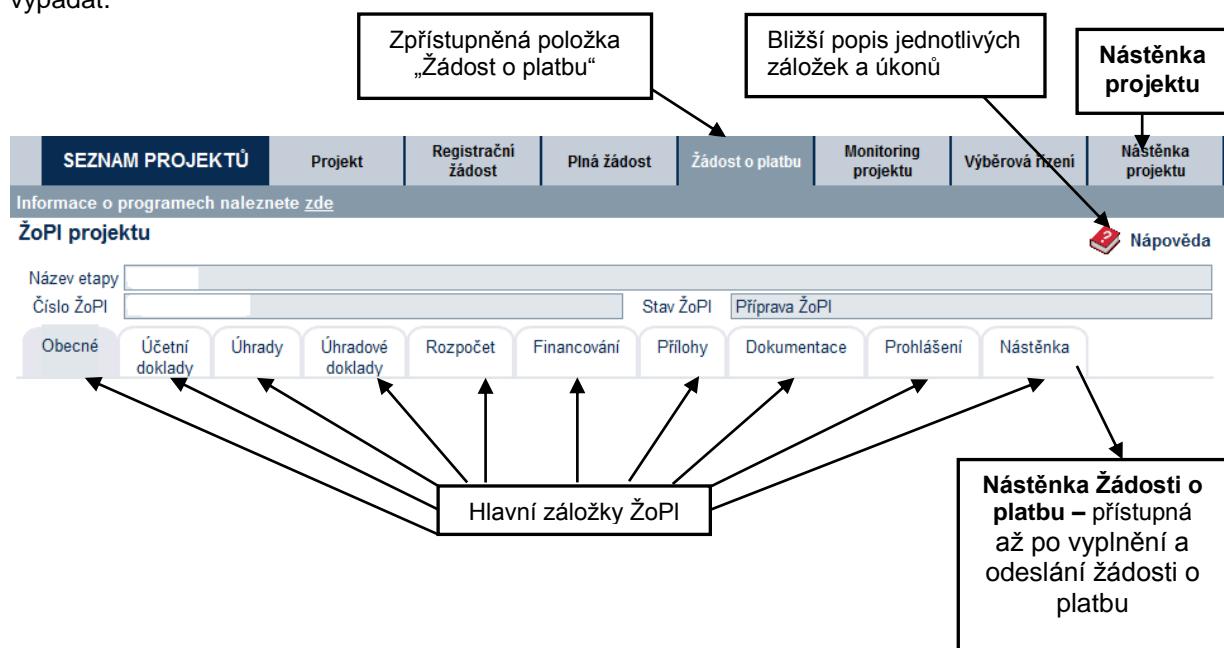 vypadat:
Zpřístupněná položka
„Žádost o platbu“
Bližší popis jednotlivých
záložek a úkonů
Nástěnka
projektu
SEZNAM PROJEKTŮ
Projekt
Registrační
žádost
Plná žádost
Žádost o platbu
Monitoring
projektu
Výběrová řízení
Nástěnka
projektu
Informace o programech naleznete zde
ŽoPl projektu
Nápověda
Název etapy
Číslo ŽoPl
Stav ŽoPl
Příprava ŽoPl
Obecné
Účetní
doklady
Úhrady
Úhradové
doklady
Rozpočet
Financování
Přílohy
Dokumentace
Prohlášení
Nástěnka
Hlavní záložky ŽoPl
Nástěnka Žádosti o
platbu – přístupná
až po vyplnění a
odeslání žádosti o
platbu